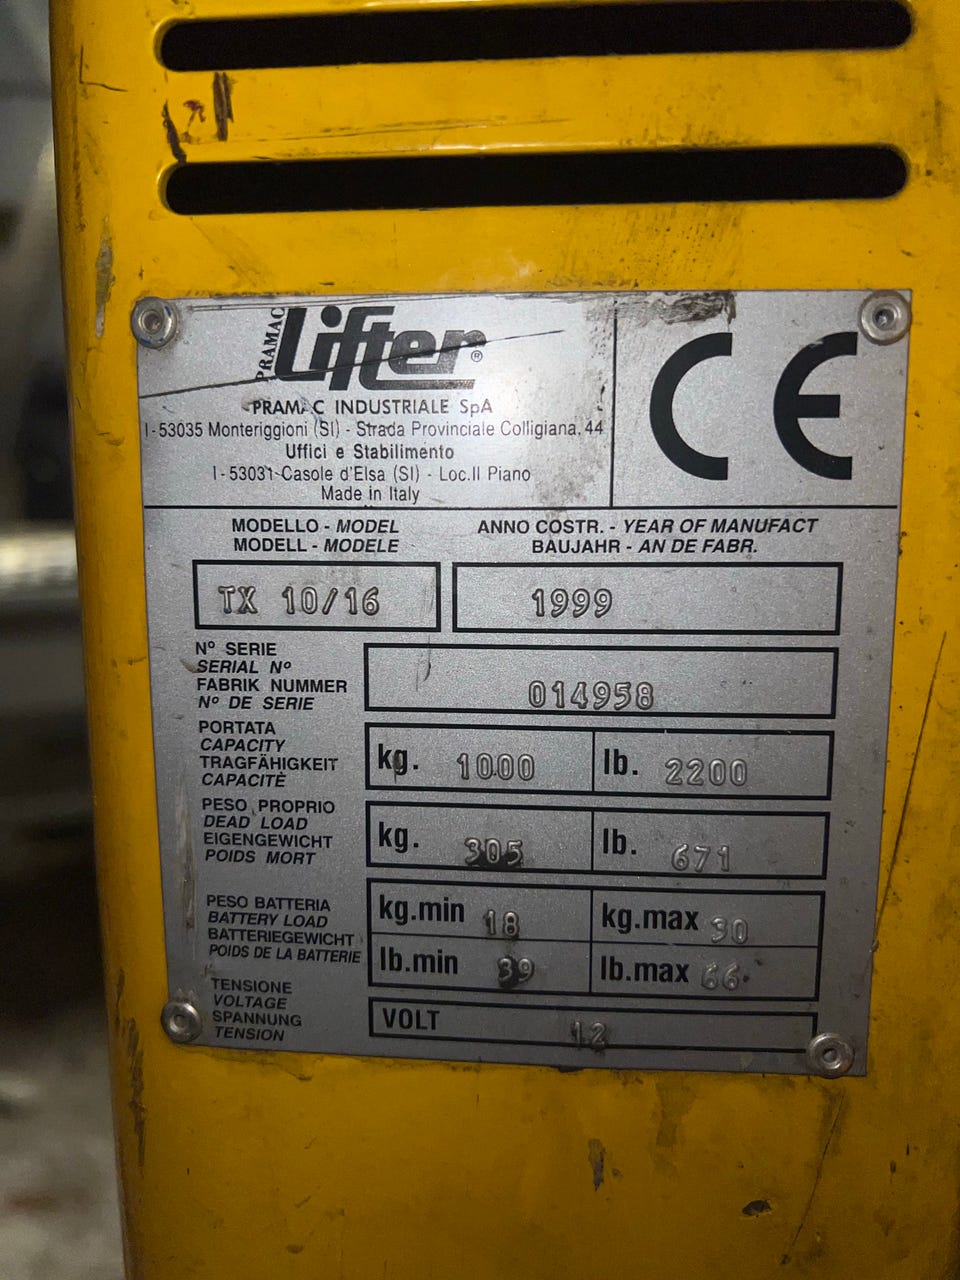 PRAMAC Lifter®
PRAMAC INDUSTRIALE SpA
I-53035 Monteriggioni (SI) - Strada Provinciale Colligiana, 44
Uffici e Stabilimento
I-53031 Casole d'Elsa (SI) - Loc.Il Piano
Made in Italy
CE
MODELLO - MODEL
MODELL - MODELE
TX 10/16
ANNO COSTR. - YEAR OF MANUFACT
BAUJAHR - AN DE FABR.
1999
Nº SERIE
SERIAL Nº
FABRIK NUMMER
Nº DE SERIE
014958
PORTATA
CAPACITY
TRAGFÄHIGKEIT
CAPACITÈ
kg. 1000 lb. 2200
PESO PROPRIO
DEAD LOAD
EIGENGEWICHT
POIDS MORT
kg. 305 lb. 671
PESO BATTERIA
BATTERY LOAD
BATTERIEGEWICHT
POIDS DE LA BATTERIE
kg.min 18 kg.max 30
lb.min 39 lb.max 66
TENSIONE
VOLTAGE
SPANNUNG
TENSION
VOLT 12